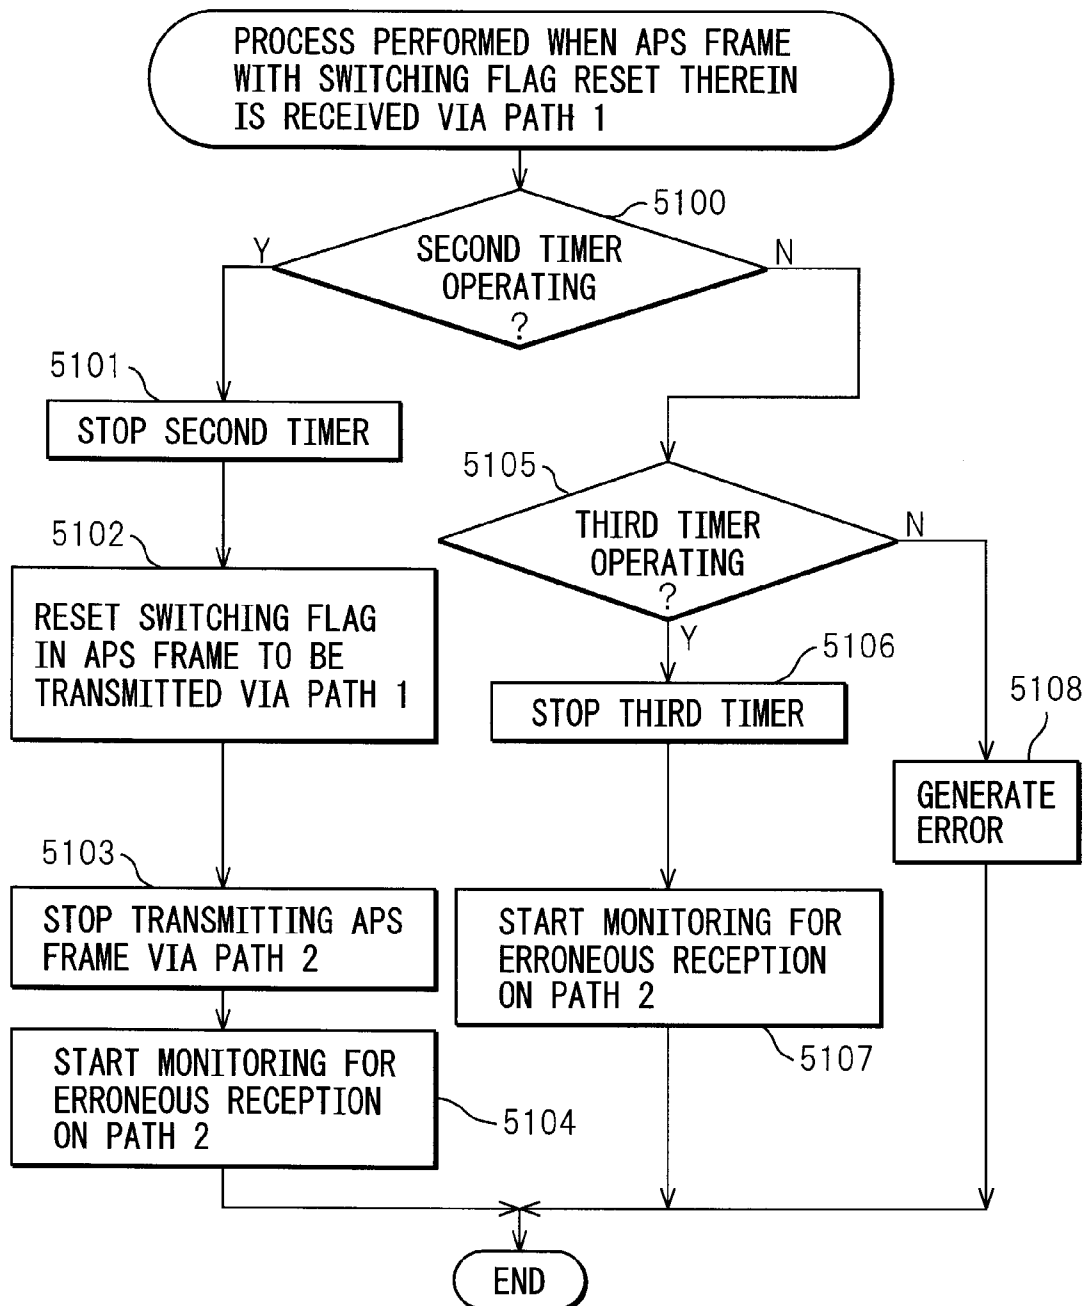 PROCESS PERFORMED WHEN APS FRAME
WITH SWITCHING FLAG RESET THEREIN
IS RECEIVED VIA PATH 1
5100
Y
SECOND TIMER
OPERATING
?
N
5101
STOP SECOND TIMER
5105
THIRD TIMER
OPERATING
?
N
Y
5102
RESET SWITCHING FLAG
IN APS FRAME TO BE
TRANSMITTED VIA PATH 1
5106
STOP THIRD TIMER
5108
GENERATE
ERROR
5103
STOP TRANSMITTING APS
FRAME VIA PATH 2
START MONITORING FOR
ERRONEOUS RECEPTION
ON PATH 2
5107
START MONITORING FOR
ERRONEOUS RECEPTION
ON PATH 2
5104
END